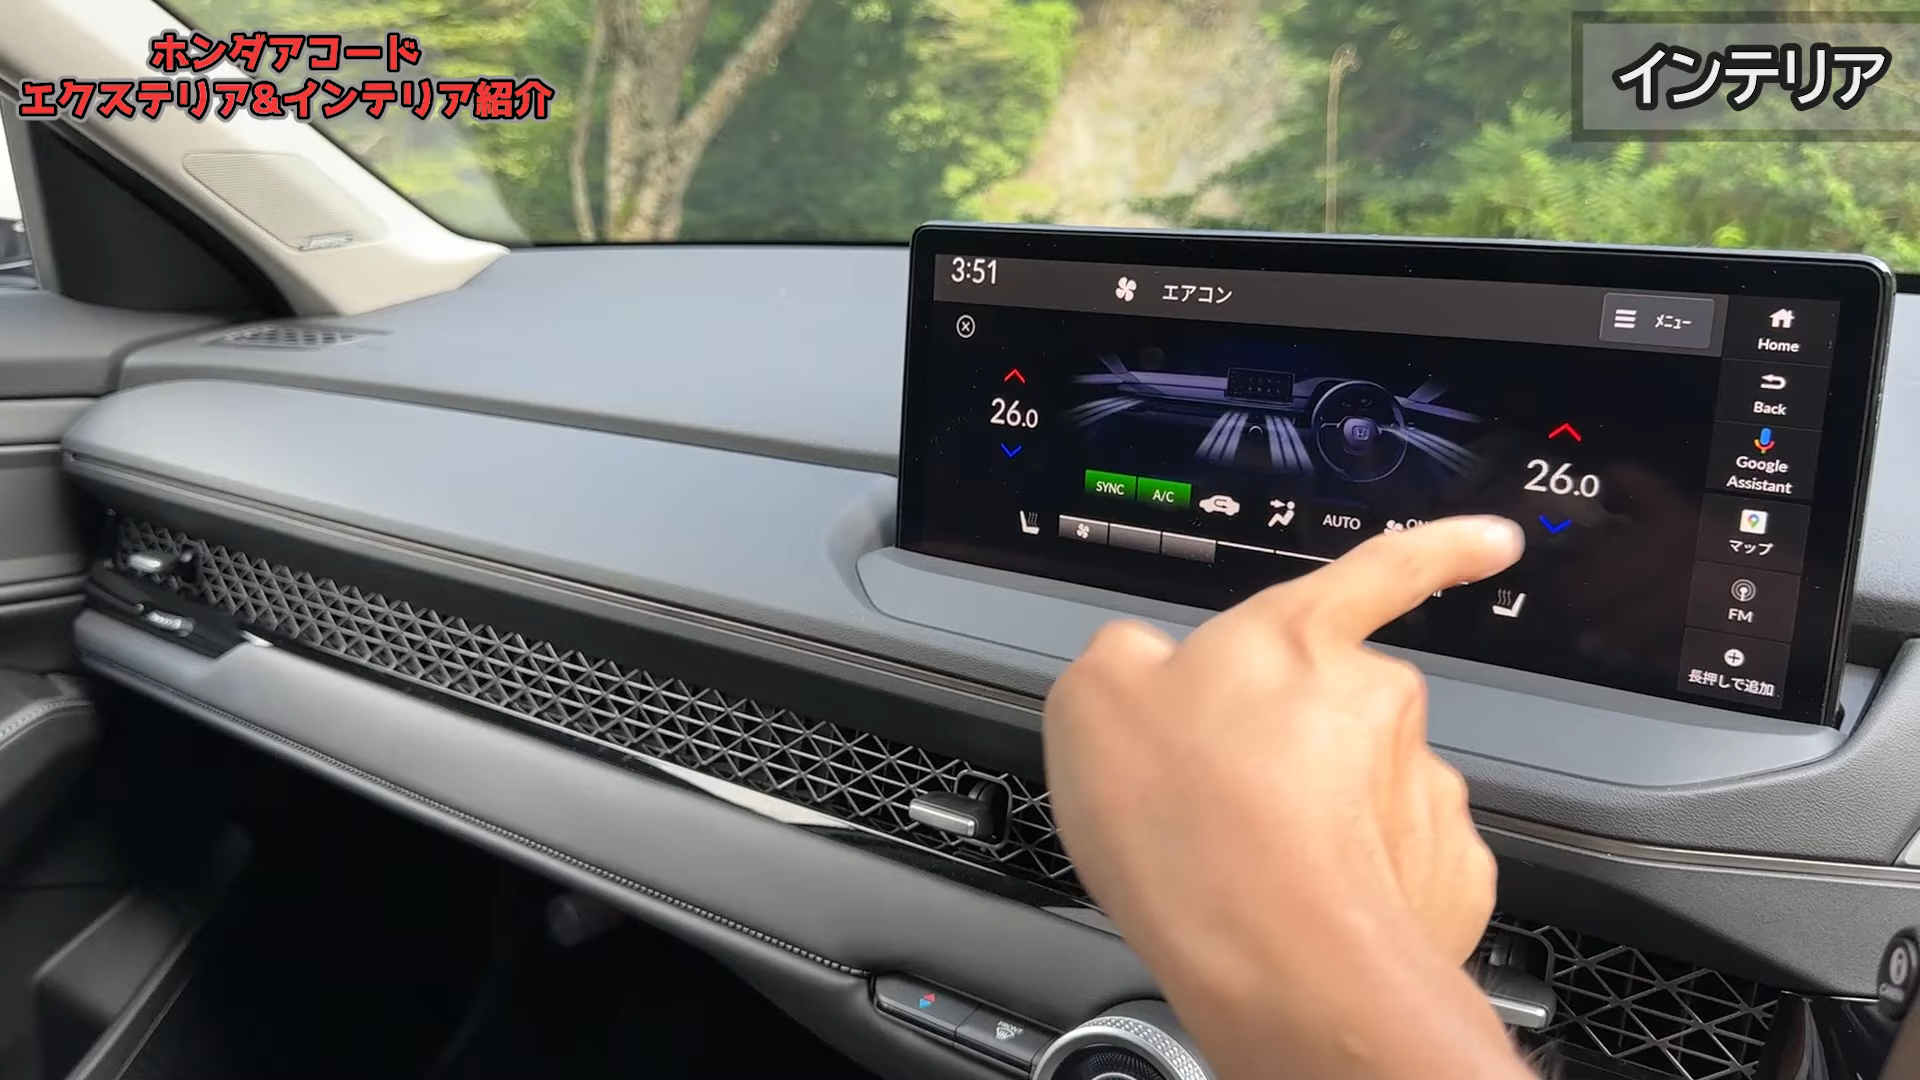 ホンダアコード
エクステリア&インテリア紹介
インテリア
3:51
エアコン
メニュー
Home
Back
Google
Assistant
マップ
FM
長押しで追加
26.0
26.0
SYNC
A/C
AUTO
FRONT